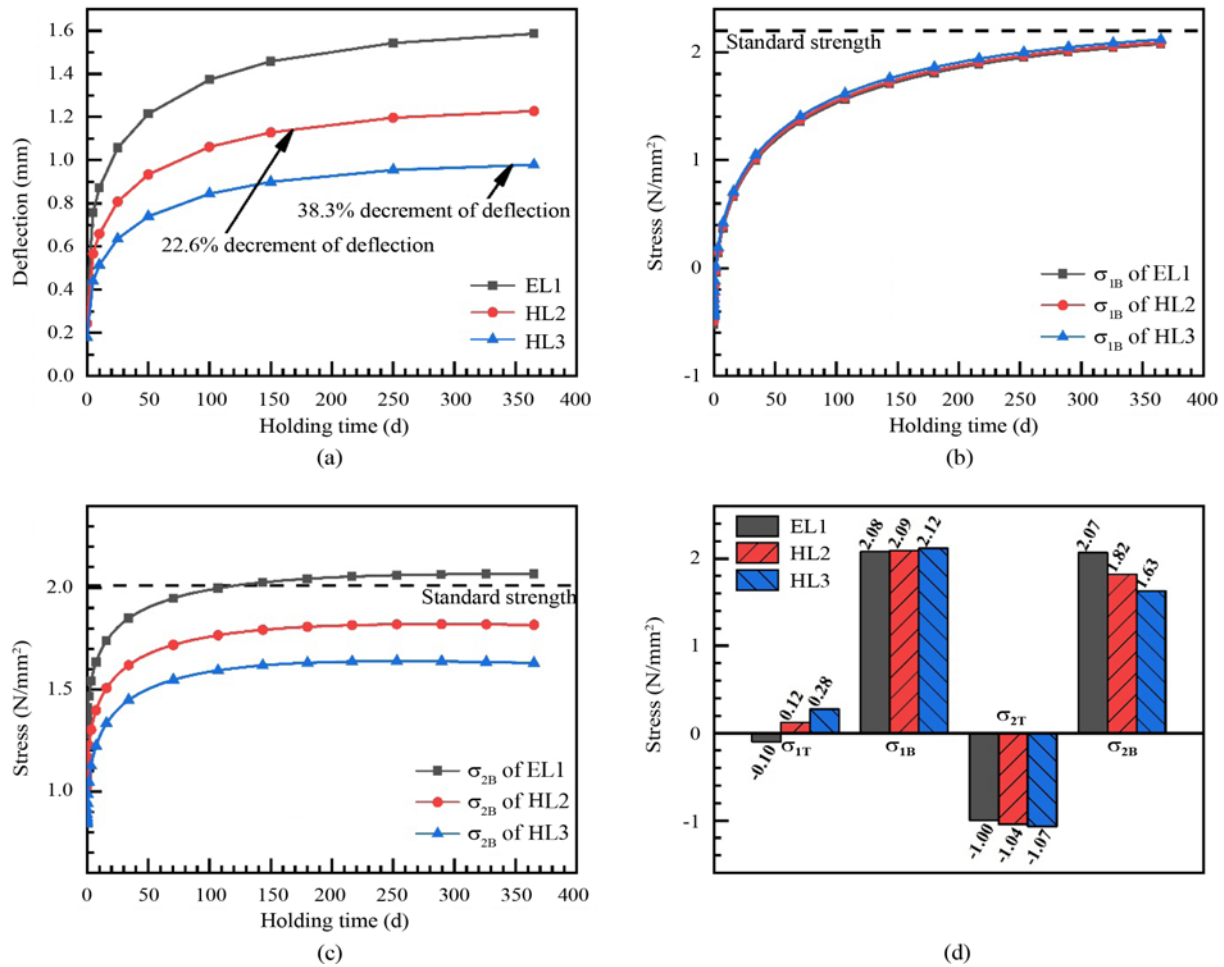 1.6
1.4
1.2
1.0
0.8
0.6
0.4
0.2
0.0
Deflection (mm)
38.3% decrement of deflection
22.6% decrement of deflection
EL1
HL2
HL3
0 50 100 150 200 250 300 350 400
Holding time (d)
(a)
2
1
0
-1
Stress (N/mm²)
Standard strength
σ1B of EL1
σ1B of HL2
σ1B of HL3
0 50 100 150 200 250 300 350 400
Holding time (d)
(b)
2.0
1.5
1.0
Stress (N/mm²)
Standard strength
σ2B of EL1
σ2B of HL2
σ2B of HL3
0 50 100 150 200 250 300 350 400
Holding time (d)
(c)
2
1
0
-1
Stress (N/mm²)
EL1
HL2
HL3
-0.10 0.12 0.28
σ1T
2.08 2.09 2.12
σ1B
σ2T
-1.00 -1.04 -1.07
2.07 1.82 1.63
σ2B
(d)